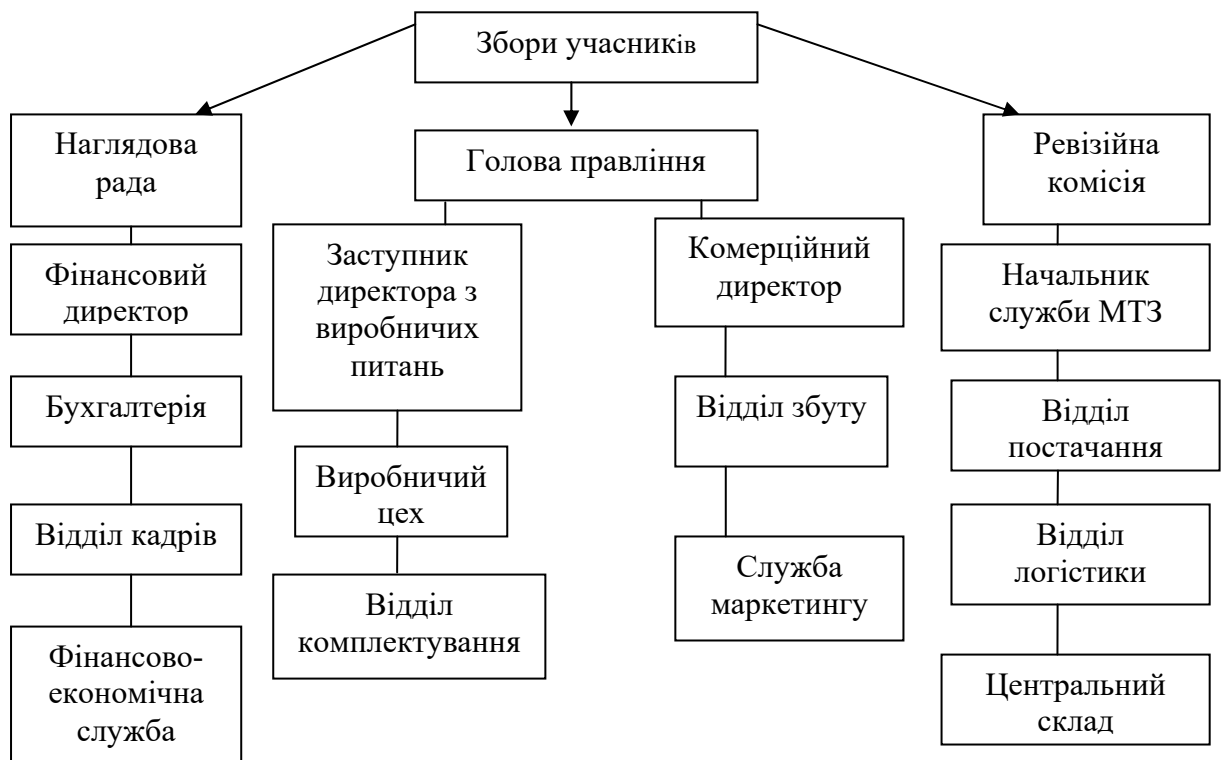 Збори учасників
Наглядова
рада
Голова правління
Ревізійна
комісія
Фінансовий
директор
Заступник
директора з
виробничих
питань
Комерційний
директор
Начальник
служби МТЗ
Бухгалтерія
Відділ збуту
Відділ
постачання
Виробничий
цех
Відділ кадрів
Відділ
логістики
Служба
маркетингу
Відділ
комплектування
Фінансово-
економічна
служба
Центральний
склад